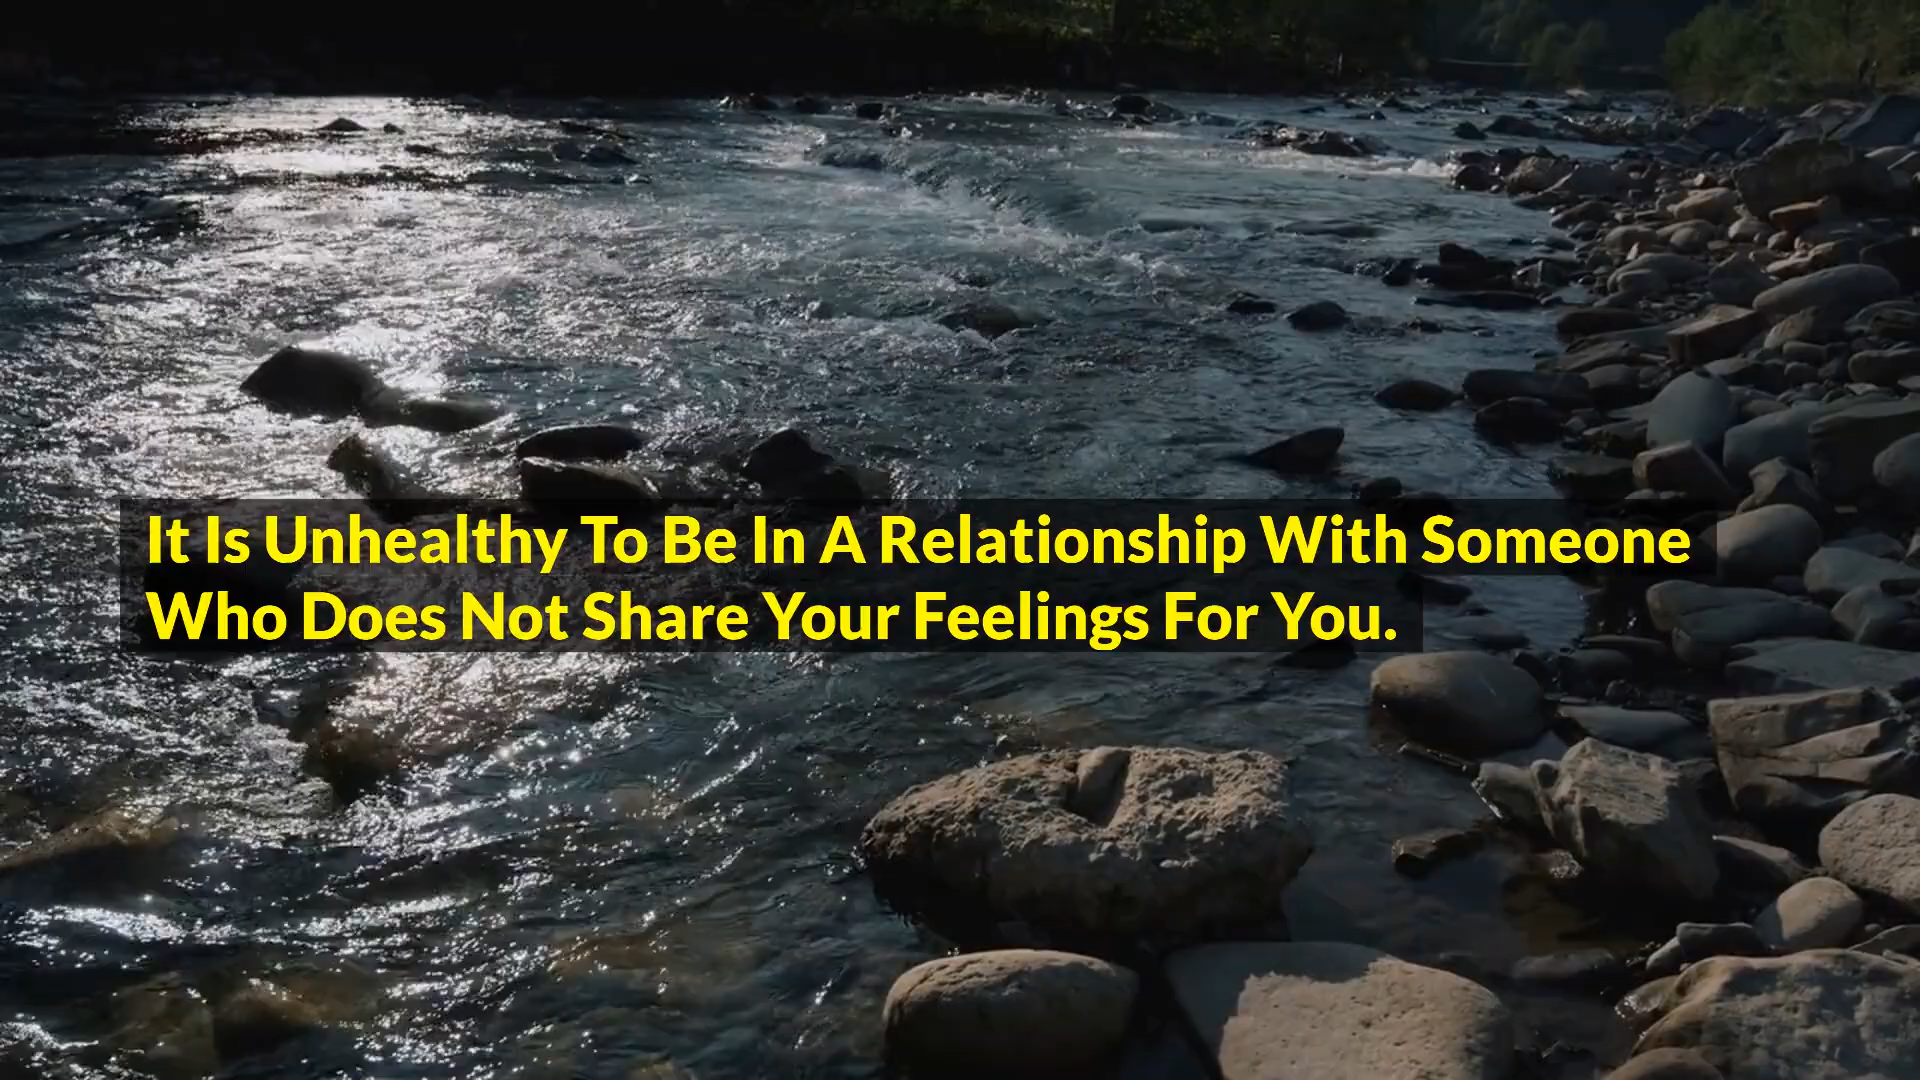 It Is Unhealthy To Be In A Relationship With Someone
Who Does Not Share Your Feelings For You.